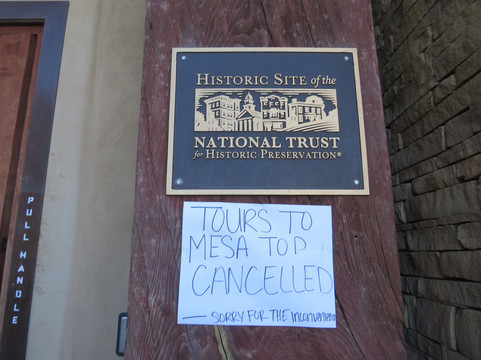 PULL HANDLE
HISTORIC SITE of the
NATIONAL TRUST
for HISTORIC PRESERVATION®
TOURS TO
MESA TOP
CANCELLED
— SORRY FOR THE inconvenience